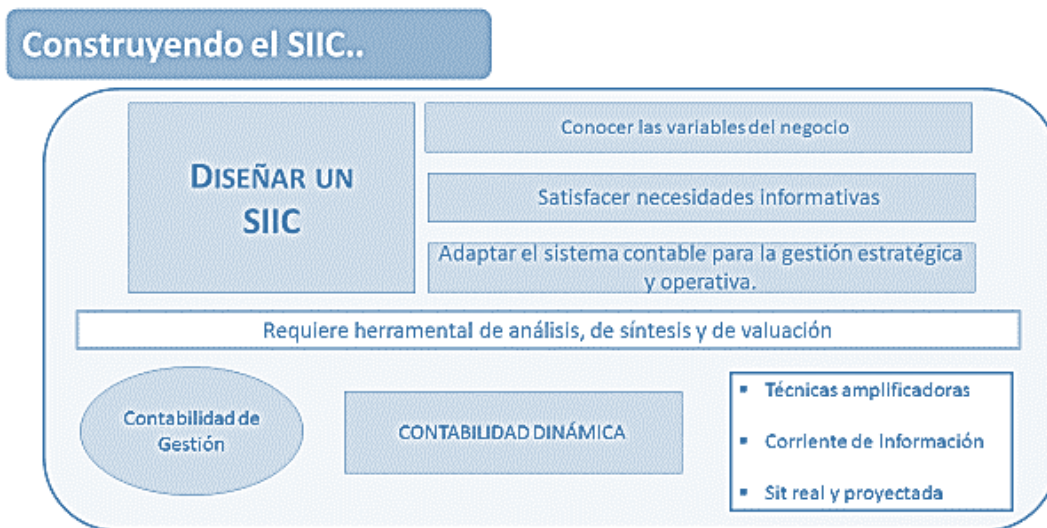 Construyendo el SIIC..
DISEÑAR UN
SIIC
Conocer las variables del negocio
Satisfacer necesidades informativas
Adaptar el sistema contable para la gestión estratégica
y operativa.
Requiere herramental de análisis, de síntesis y de valuación
Contabilidad de
Gestión
CONTABILIDAD DINÁMICA
▪ Técnicas amplificadoras
▪ Corriente de Información
▪ Sit real y proyectada